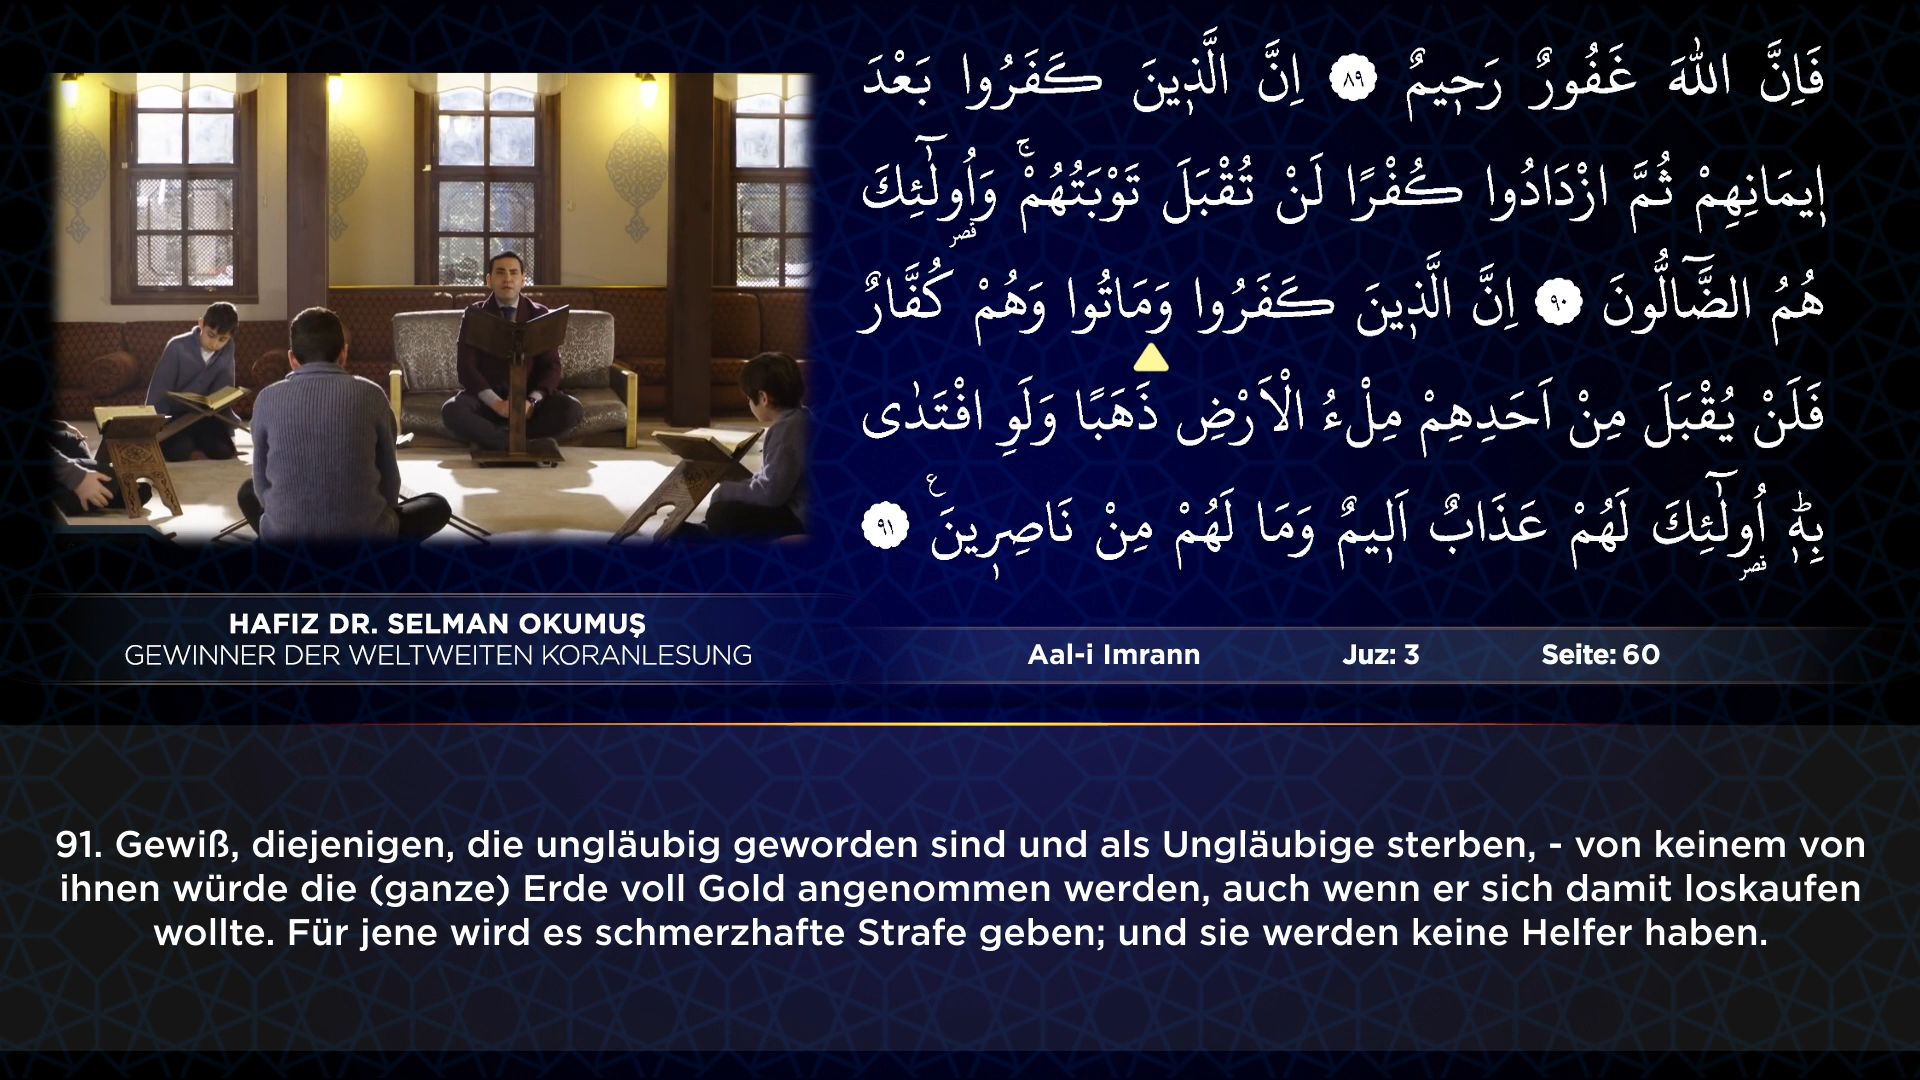 فَاِنَّ اللّٰهَ غَفُورٌ رَح۪يمٌ ٨٩ اِنَّ الَّذ۪ينَ كَفَرُوا بَعْدَ
ا۪يمَانِهِمْ ثُمَّ ازْدَادُوا كُفْرًا لَنْ تُقْبَلَ تَوْبَتُهُمْۚ وَاُو۬لٰٓئِكَ
قصر
هُمُ الضَّٓالُّونَ ٩٠ اِنَّ الَّذ۪ينَ كَفَرُوا وَمَاتُوا وَهُمْ كُفَّارٌ
فَلَنْ يُقْبَلَ مِنْ اَحَدِهِمْ مِلْءُ الْاَرْضِ ذَهَبًا وَلَوِ افْتَدٰى
بِه۪ۜ اُو۬لٰٓئِكَ لَهُمْ عَذَابٌ اَل۪يمٌ وَمَا لَهُمْ مِنْ نَاصِر۪ينَ ع ٩١
قصر
HAFIZ DR. SELMAN OKUMUŞ
GEWINNER DER WELTWEITEN KORANLESUNG
Aal-i Imrann Juz: 3 Seite: 60
91. Gewiß, diejenigen, die ungläubig geworden sind und als Ungläubige sterben, - von keinem von
ihnen würde die (ganze) Erde voll Gold angenommen werden, auch wenn er sich damit loskaufen
wollte. Für jene wird es schmerzhafte Strafe geben; und sie werden keine Helfer haben.